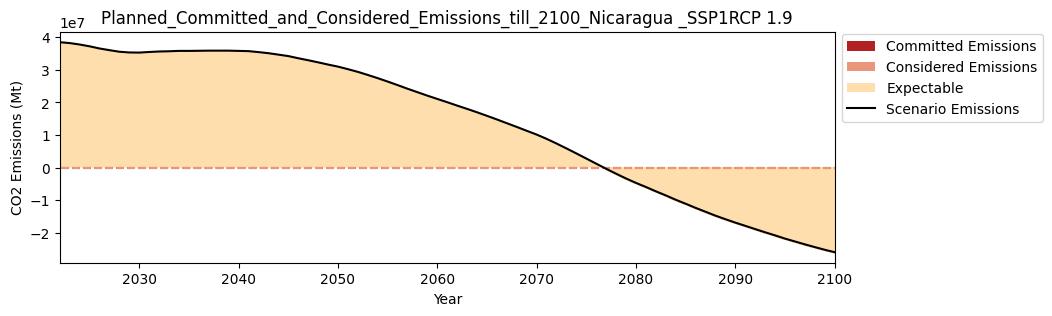 Planned_Committed_and_Considered_Emissions_till_2100_Nicaragua _SSP1RCP 1.9
1e7
4
3
2
1
0
−1
−2
CO2 Emissions (Mt)
2030 2040 2050 2060 2070 2080 2090 2100
Year
Committed Emissions
Considered Emissions
Expectable
Scenario Emissions